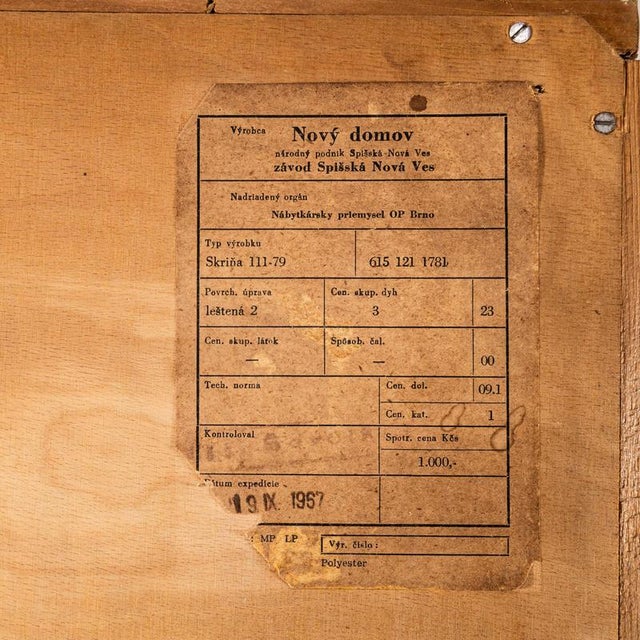 Výrobca Nový domov
národný podnik Spišská Nová Ves
závod Spišská Nová Ves
Nadriadený orgán
Nábytkársky priemysel OP Brno
Typ výrobku
Skriňa 111-79 615 121 1781
Povrch. úprava Cen. skup. dyh
leštená 2 3 23
Cen. skup. látok Spôsob. čal.
— — 00
Tech. norma Cen. dot. 09.1
Cen. kat. 1
Kontroloval Spotr. cena Kčs
1.000,-
Dátum expedície
19 IX. 1967
: MP LP Výr. číslo :
Polyester